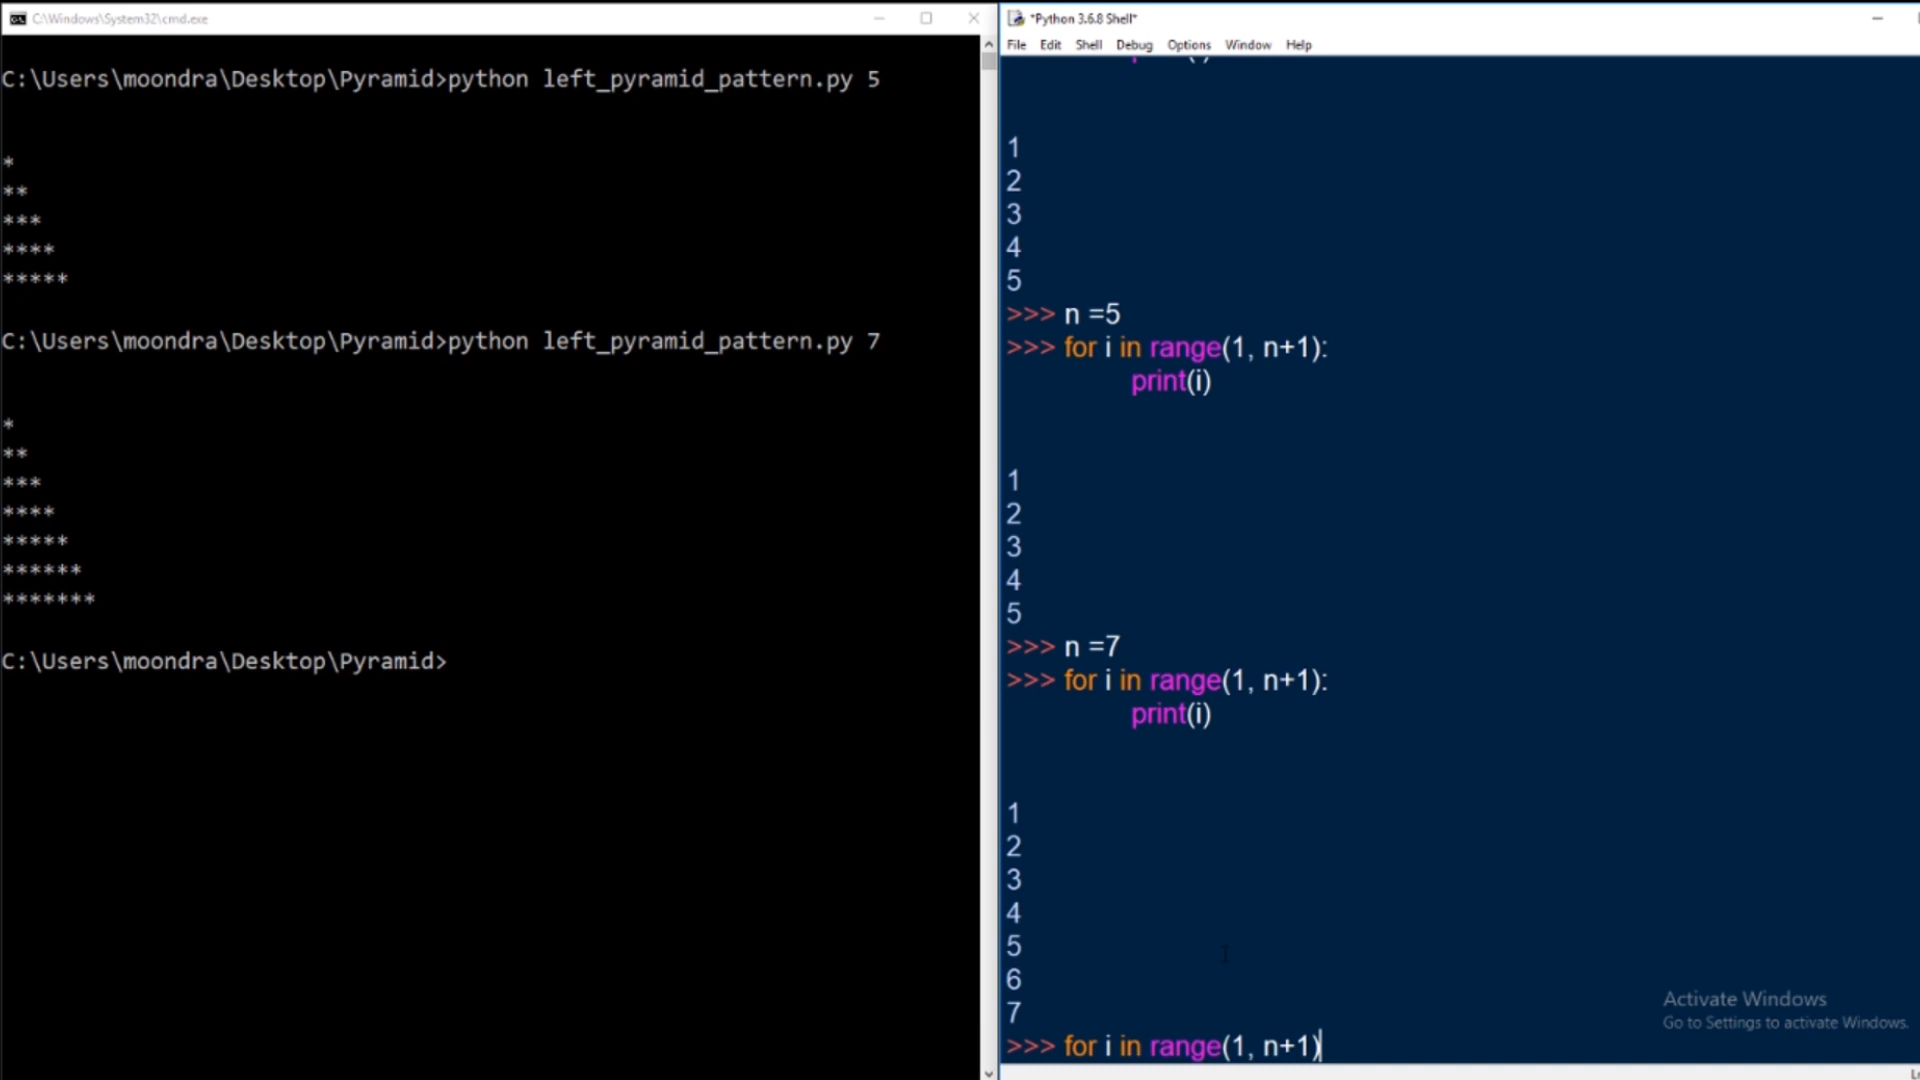 C:\Windows\System32\cmd.exe
C:\Users\moondra\Desktop\Pyramid>python left_pyramid_pattern.py 5
*
**
***
****
*****
C:\Users\moondra\Desktop\Pyramid>python left_pyramid_pattern.py 7
*
**
***
****
*****
******
*******
C:\Users\moondra\Desktop\Pyramid>
*Python 3.6.8 Shell*
File Edit Shell Debug Options Window Help
1
2
3
4
5
>>> n =5
>>> for i in range(1, n+1):
print(i)
1
2
3
4
5
>>> n =7
>>> for i in range(1, n+1):
print(i)
1
2
3
4
5
6
7
>>> for i in range(1, n+1)
Activate Windows
Go to Settings to activate Windows.